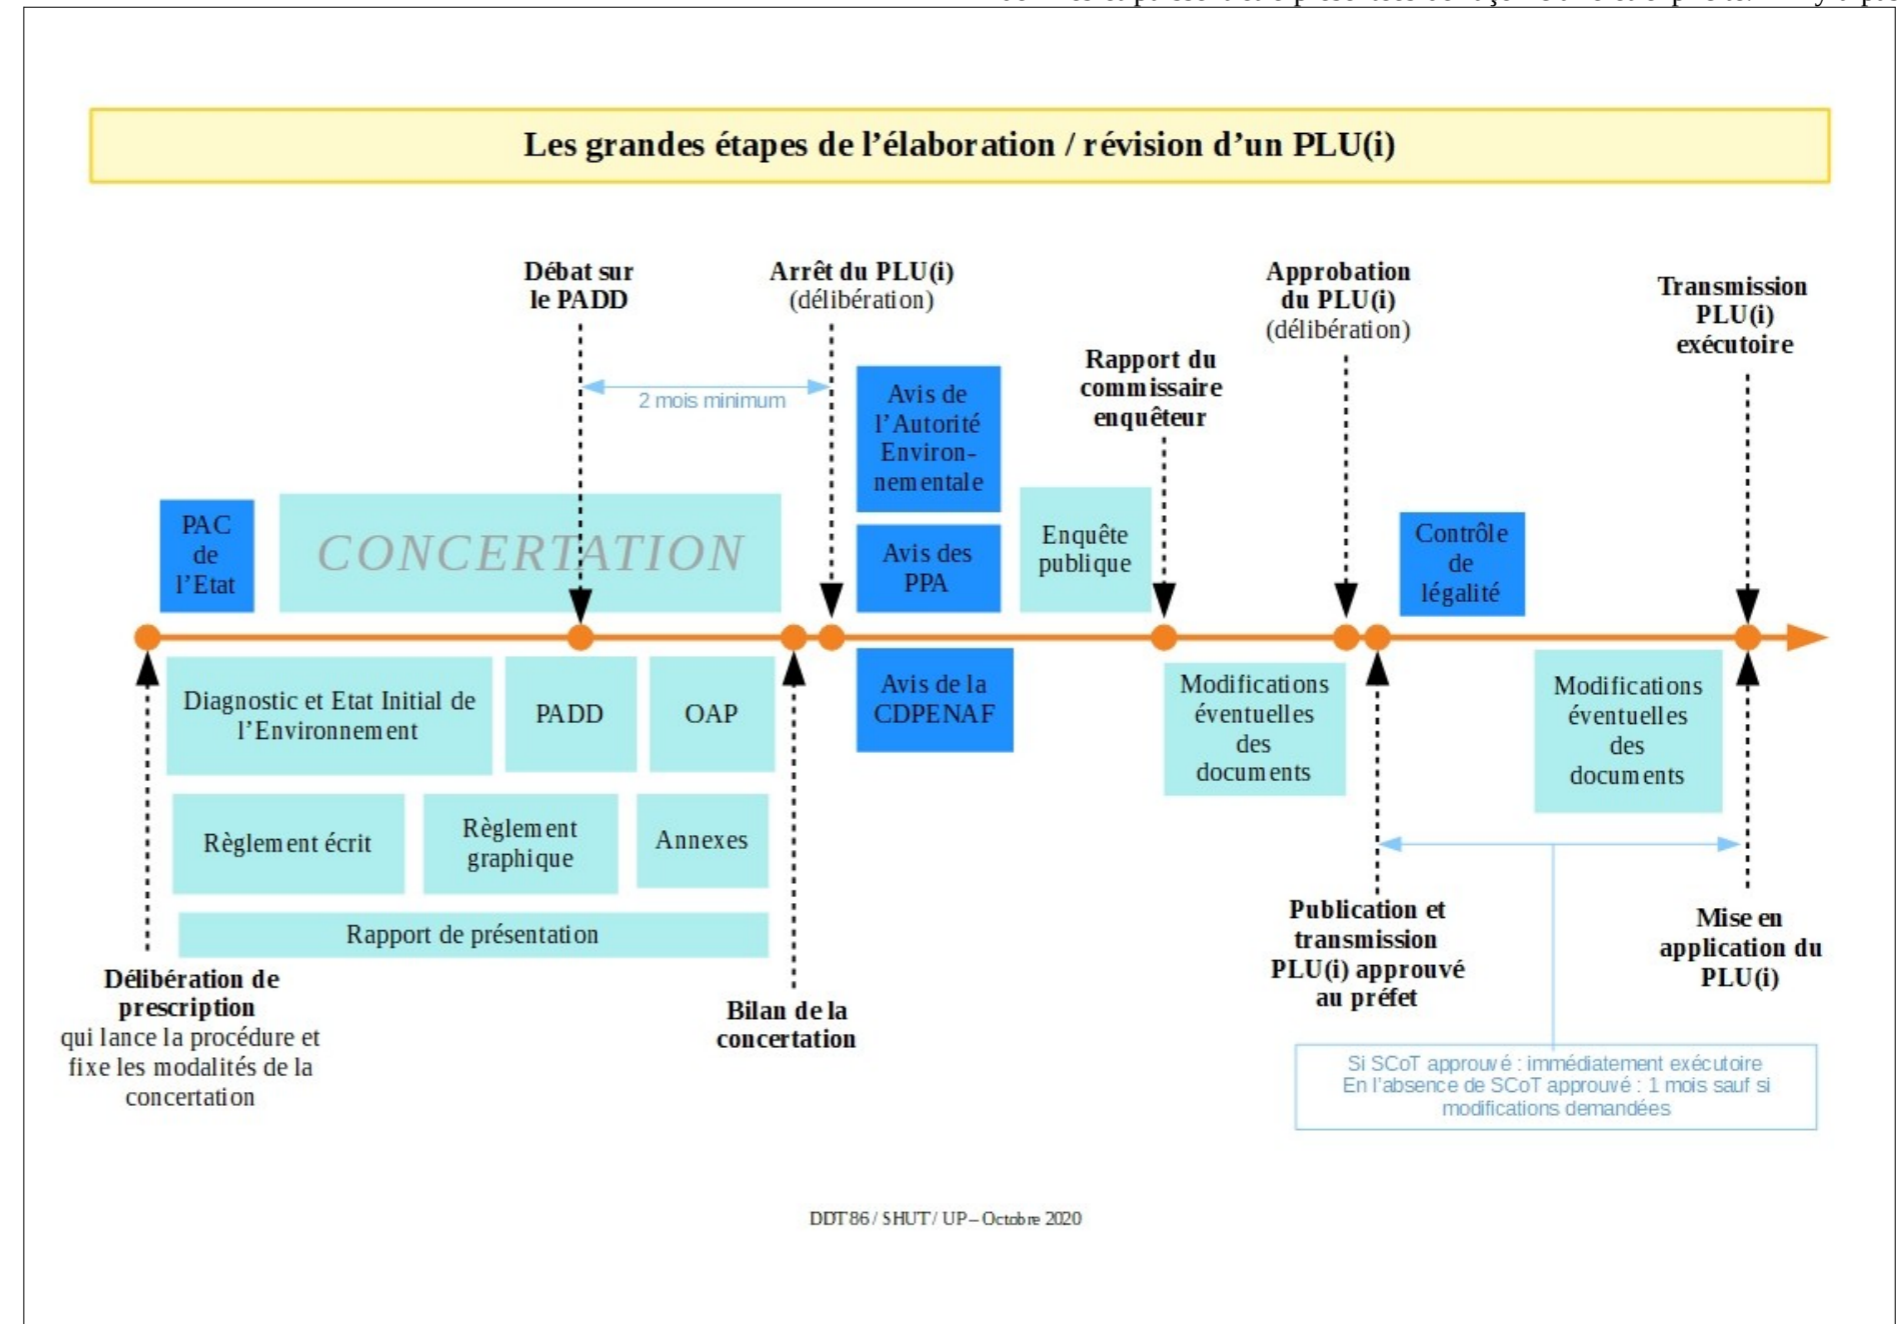 Les grandes étapes de l’élaboration / révision d’un PLU(i)
Débat sur
le PADD
Arrêt du PLU(i)
(délibération)
Approbation
du PLU(i)
(délibération)
Transmission
PLU(i)
exécutoire
Rapport du
commissaire
enquêteur
2 mois minimum
Avis de
l’Autorité
Environ-
nementale
PAC
de
l’Etat
CONCERTATION
Avis des
PPA
Enquête
publique
Contrôle
de
légalité
Diagnostic et Etat Initial de
l’Environnement
PADD
OAP
Avis de la
CDPENAF
Modifications
éventuelles
des
documents
Modifications
éventuelles
des
documents
Règlement écrit
Règlement
graphique
Annexes
Rapport de présentation
Délibération de
prescription
qui lance la procédure et
fixe les modalités de la
concertation
Bilan de la
concertation
Publication et
transmission
PLU(i) approuvé
au préfet
Mise en
application du
PLU(i)
Si SCoT approuvé : immédiatement exécutoire
En l’absence de SCoT approuvé : 1 mois sauf si
modifications demandées
DDT 86 / SHUT / UP – Octobre 2020